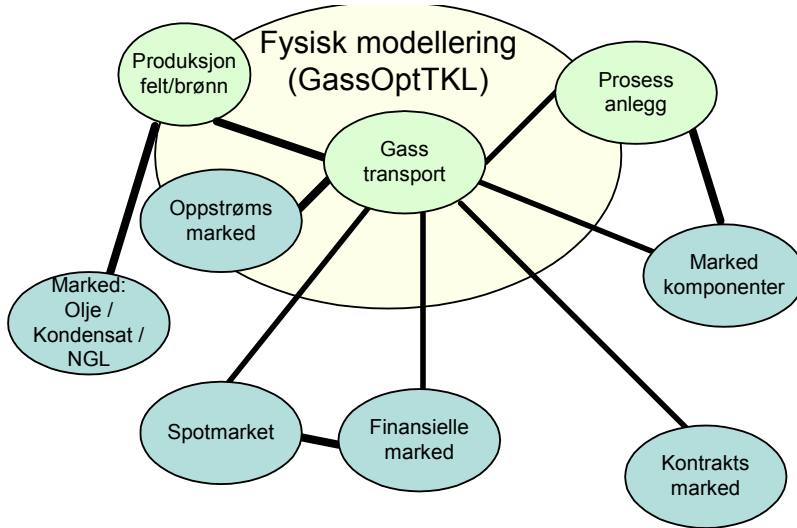 Fysisk modellering
(GassOptTKL)
Produksjon
felt/brønn
Prosess
anlegg
Gass
transport
Oppstrøms
marked
Marked:
Olje /
Kondensat /
NGL
Marked
komponenter
Spotmarket
Finansielle
marked
Kontrakts
marked